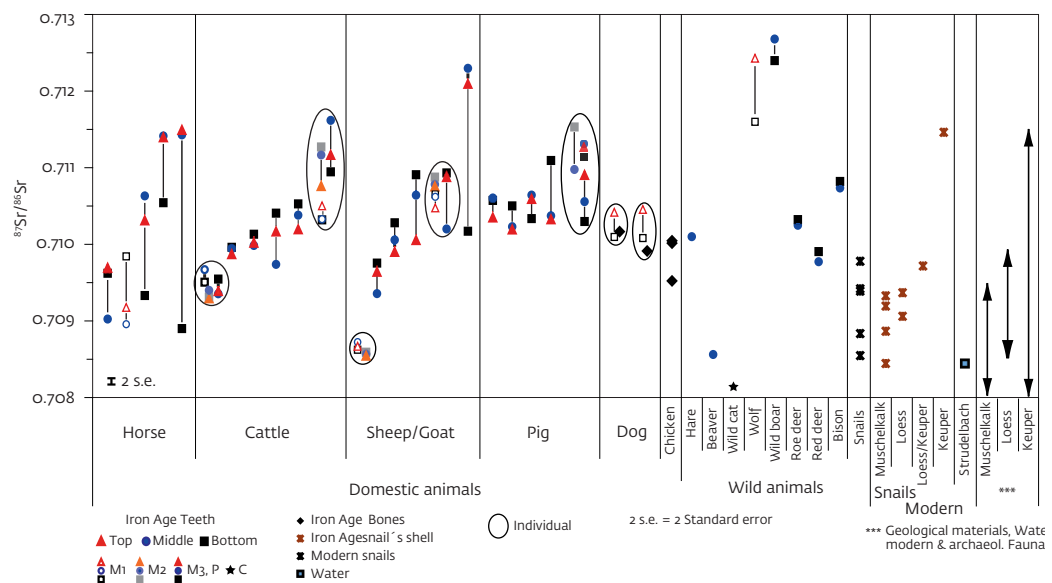 0.713
0.712
0.711
0.710
0.709
0.708
⁸⁷Sr/⁸⁶Sr
2 s.e.
Horse
Cattle
Sheep/Goat
Pig
Dog
Chicken
Hare
Beaver
Wild cat
Wolf
Wild boar
Roe deer
Red deer
Bison
Snails
Muschelkalk
Loess
Loess/Keuper
Keuper
Strudelbach
Muschelkalk
Loess
Keuper
Domestic animals
Wild animals
Snails
Modern
***
Iron Age Teeth
Top Middle Bottom
M1 M2 M3, P C
Iron Age Bones
Iron Agesnail´s shell
Modern snails
Water
Individual
2 s.e. = 2 Standard error
*** Geological materials, Wate
modern & archaeol. Fauna